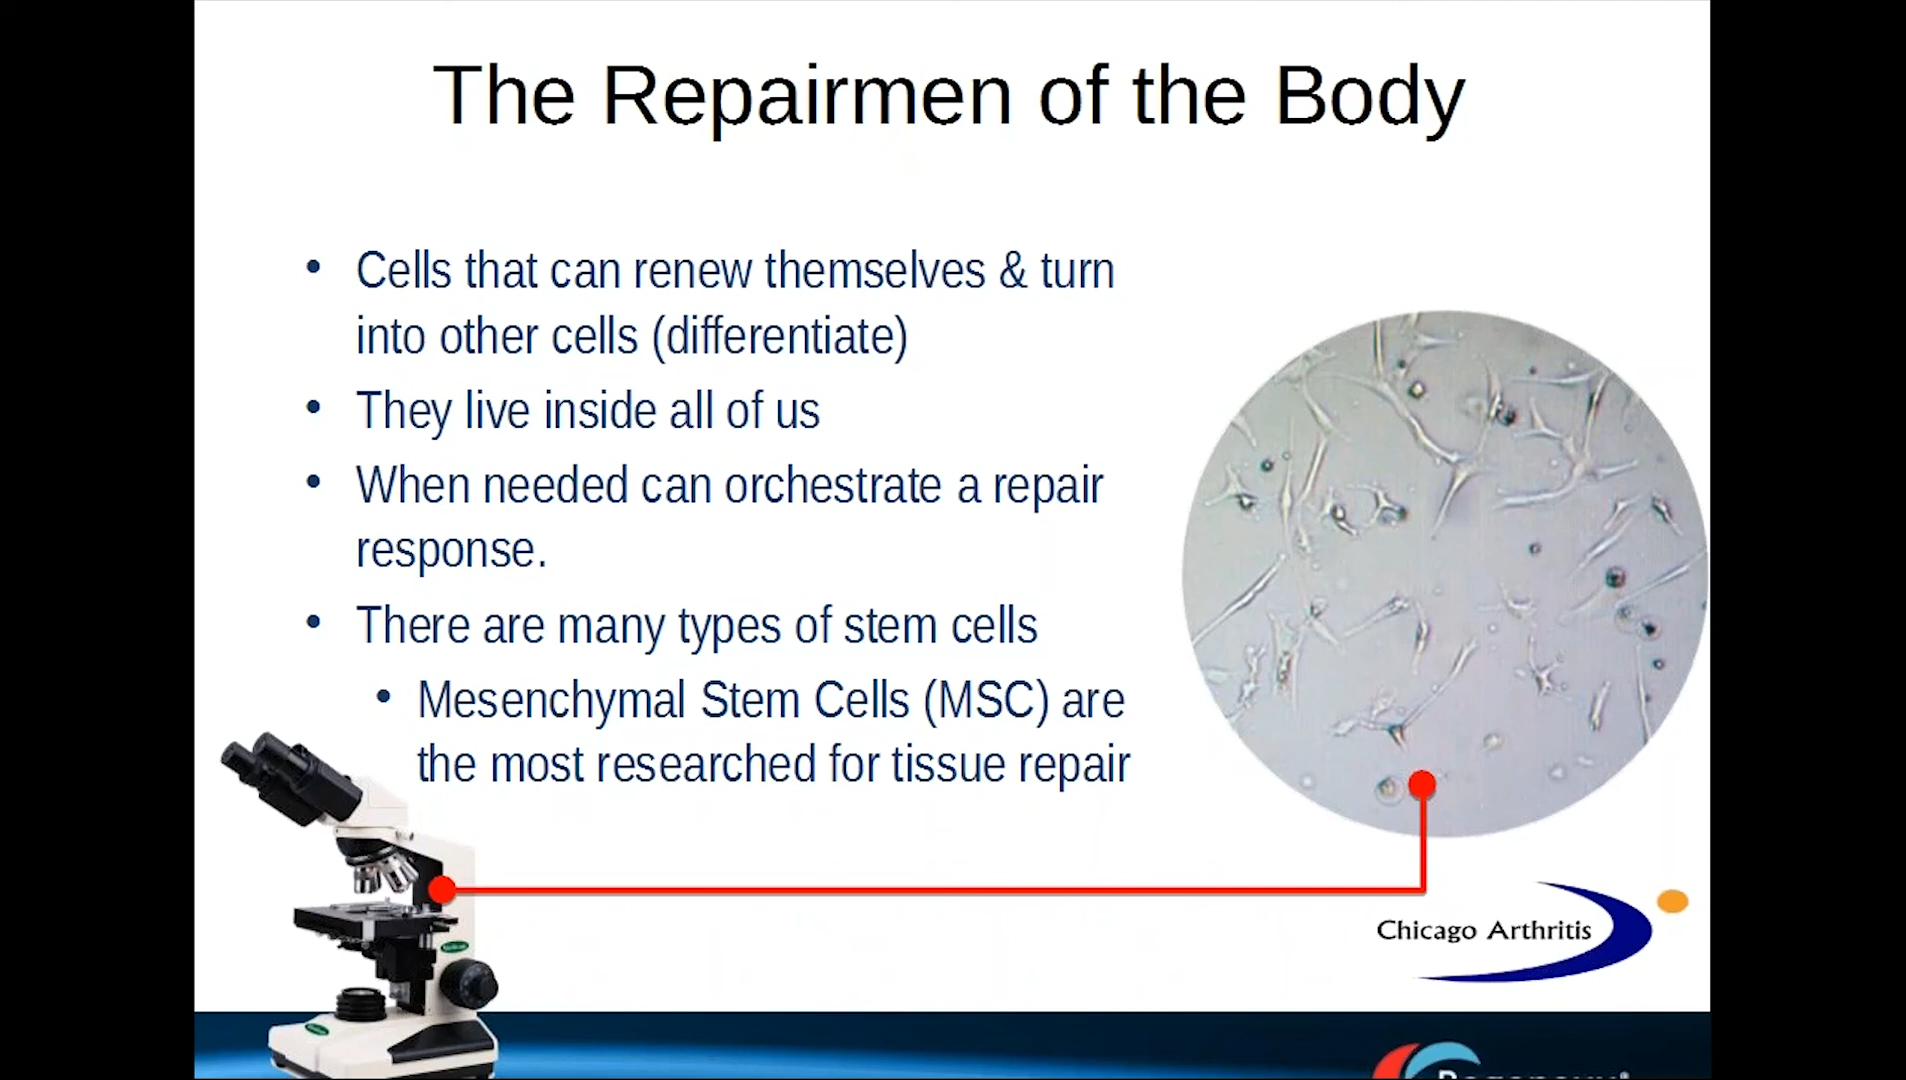 The Repairmen of the Body
• Cells that can renew themselves & turn
into other cells (differentiate)
• They live inside all of us
• When needed can orchestrate a repair
response.
• There are many types of stem cells
• Mesenchymal Stem Cells (MSC) are
the most researched for tissue repair
Chicago Arthritis